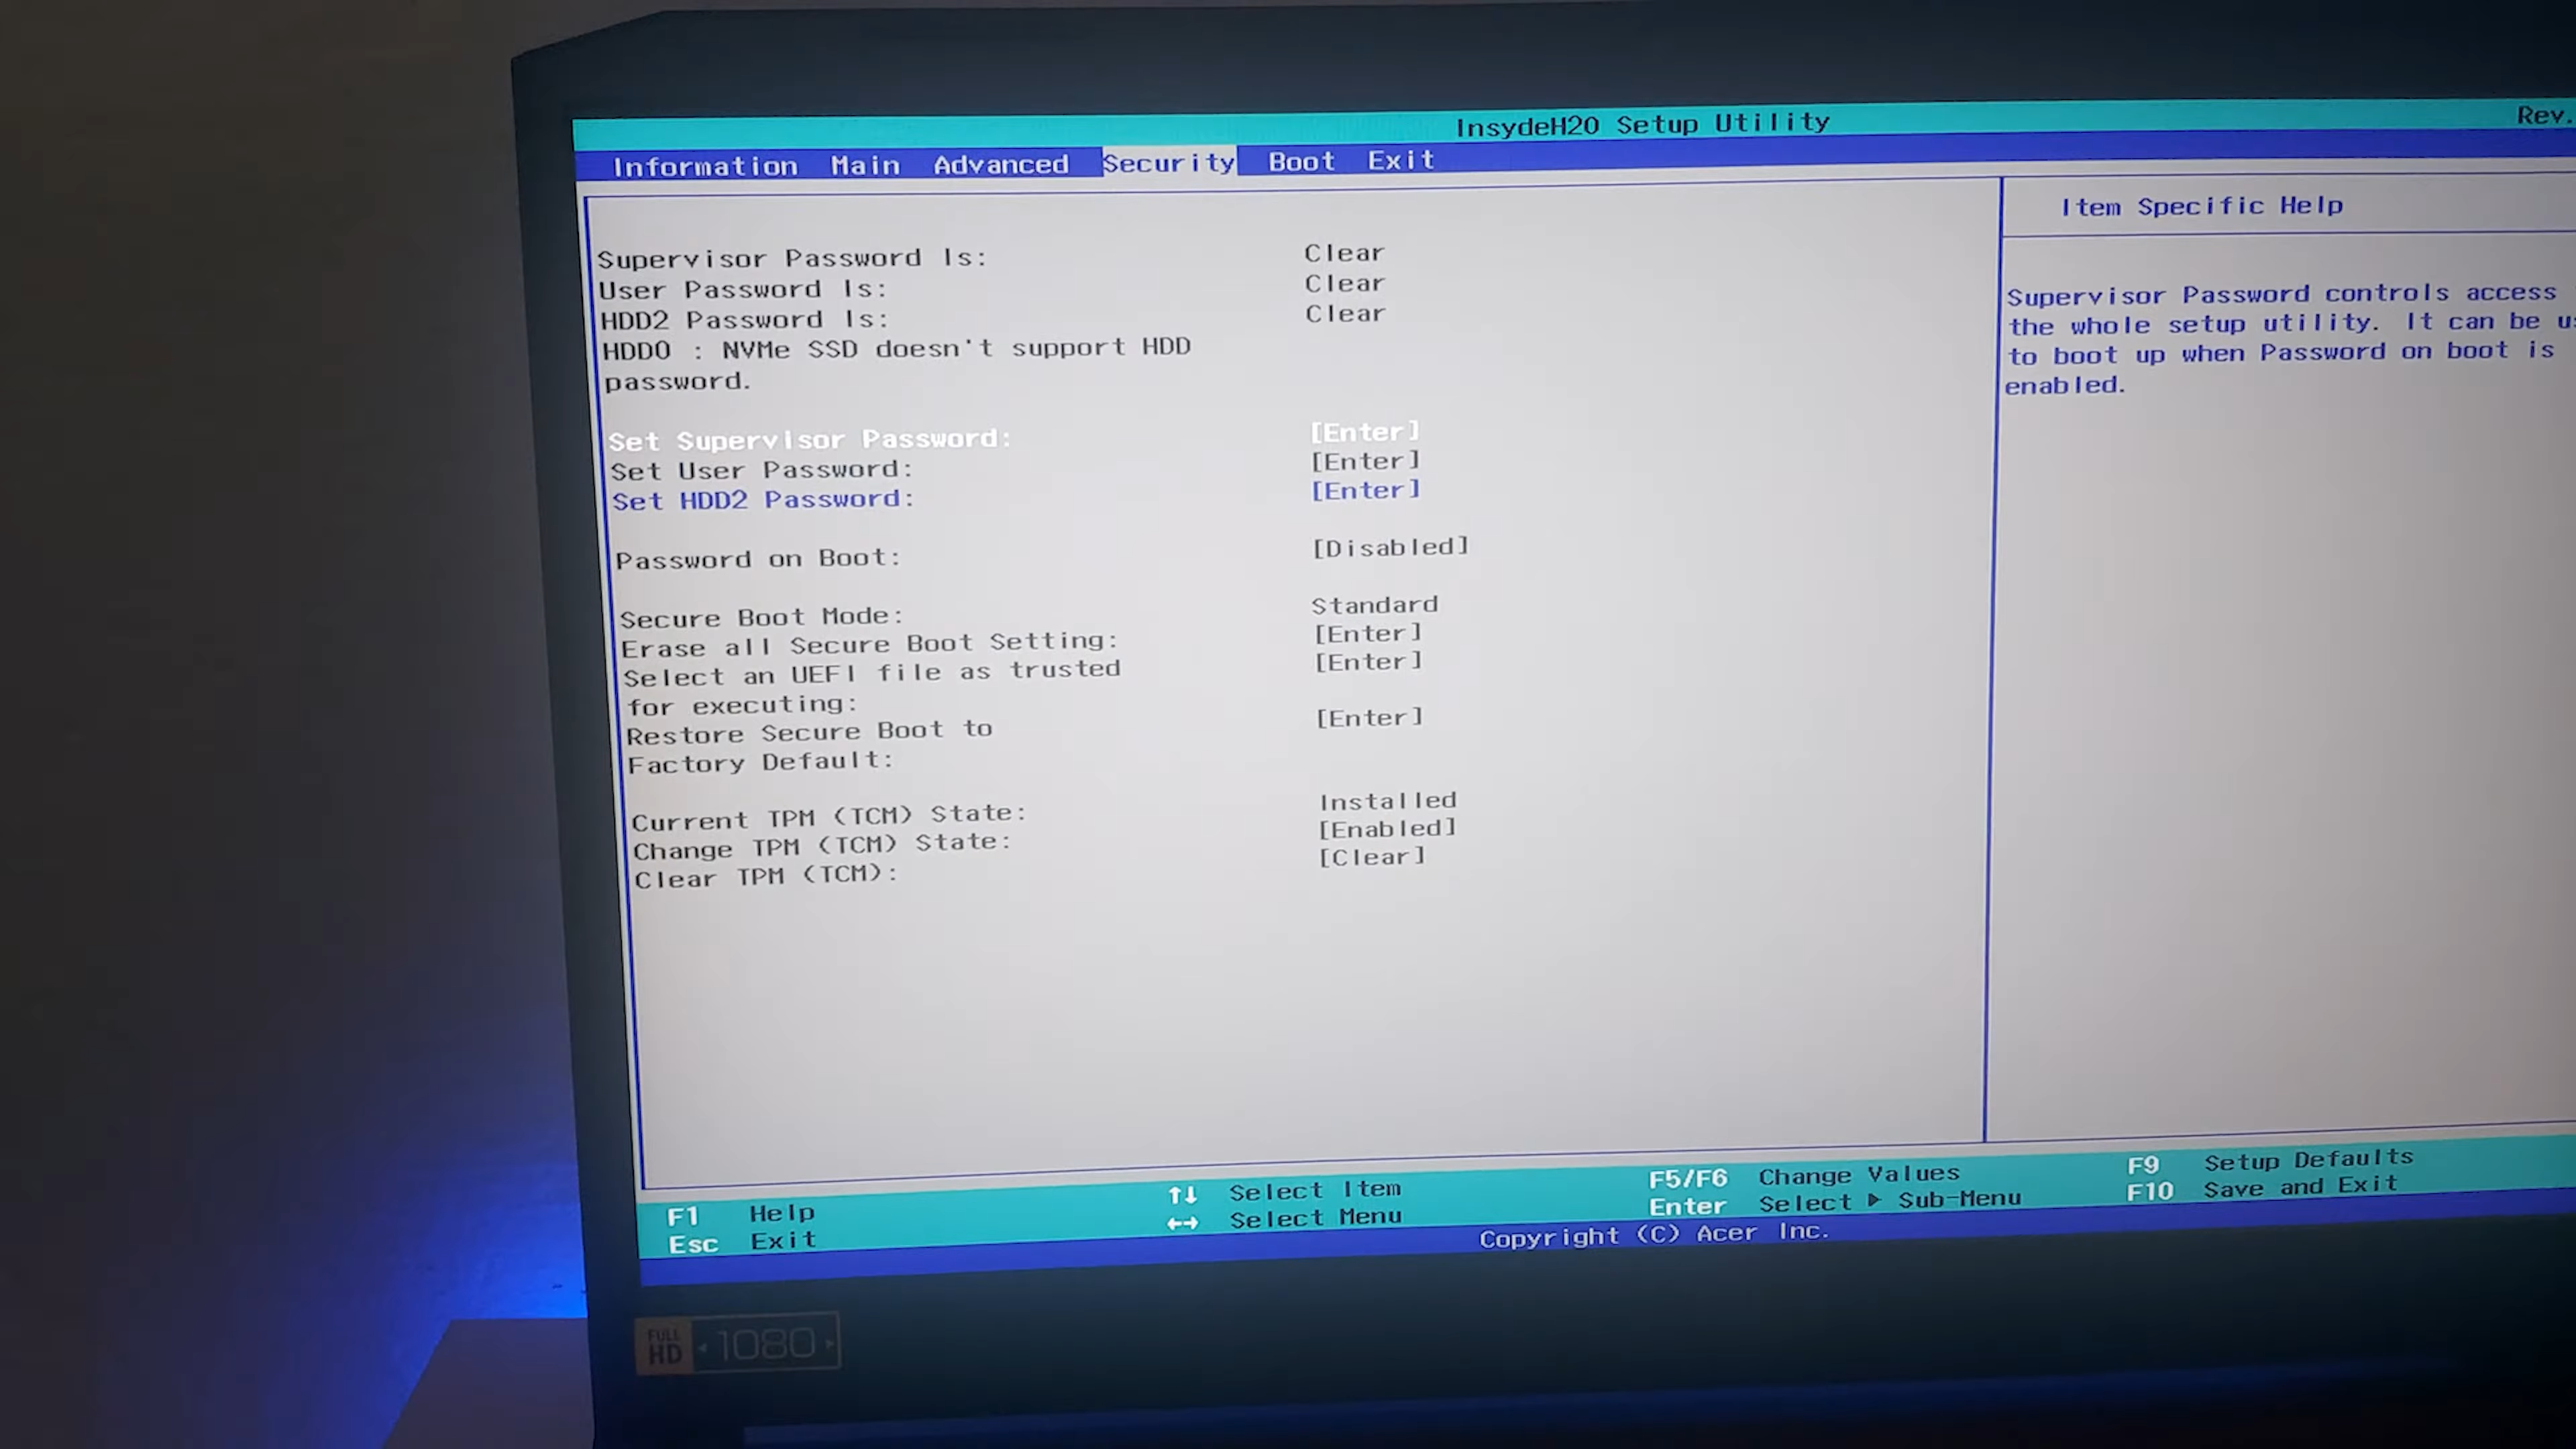 InsydeH20 Setup Utility
Rev.
Information Main Advanced Security Boot Exit
Item Specific Help
Supervisor Password Is: Clear
User Password Is: Clear
HDD2 Password Is: Clear
HDD0 : NVMe SSD doesn't support HDD
password.
Set Supervisor Password: [Enter]
Set User Password: [Enter]
Set HDD2 Password: [Enter]
Password on Boot: [Disabled]
Secure Boot Mode: Standard
Erase all Secure Boot Setting: [Enter]
Select an UEFI file as trusted [Enter]
for executing:
Restore Secure Boot to [Enter]
Factory Default:
Current TPM (TCM) State: Installed
Change TPM (TCM) State: [Enabled]
Clear TPM (TCM): [Clear]
Supervisor Password controls access
the whole setup utility. It can be
to boot up when Password on boot is
enabled.
F1 Help ↑↓ Select Item F5/F6 Change Values F9 Setup Defaults
Esc Exit ←→ Select Menu Enter Select ▶ Sub-Menu F10 Save and Exit
Copyright (C) Acer Inc.
FULL HD 1080